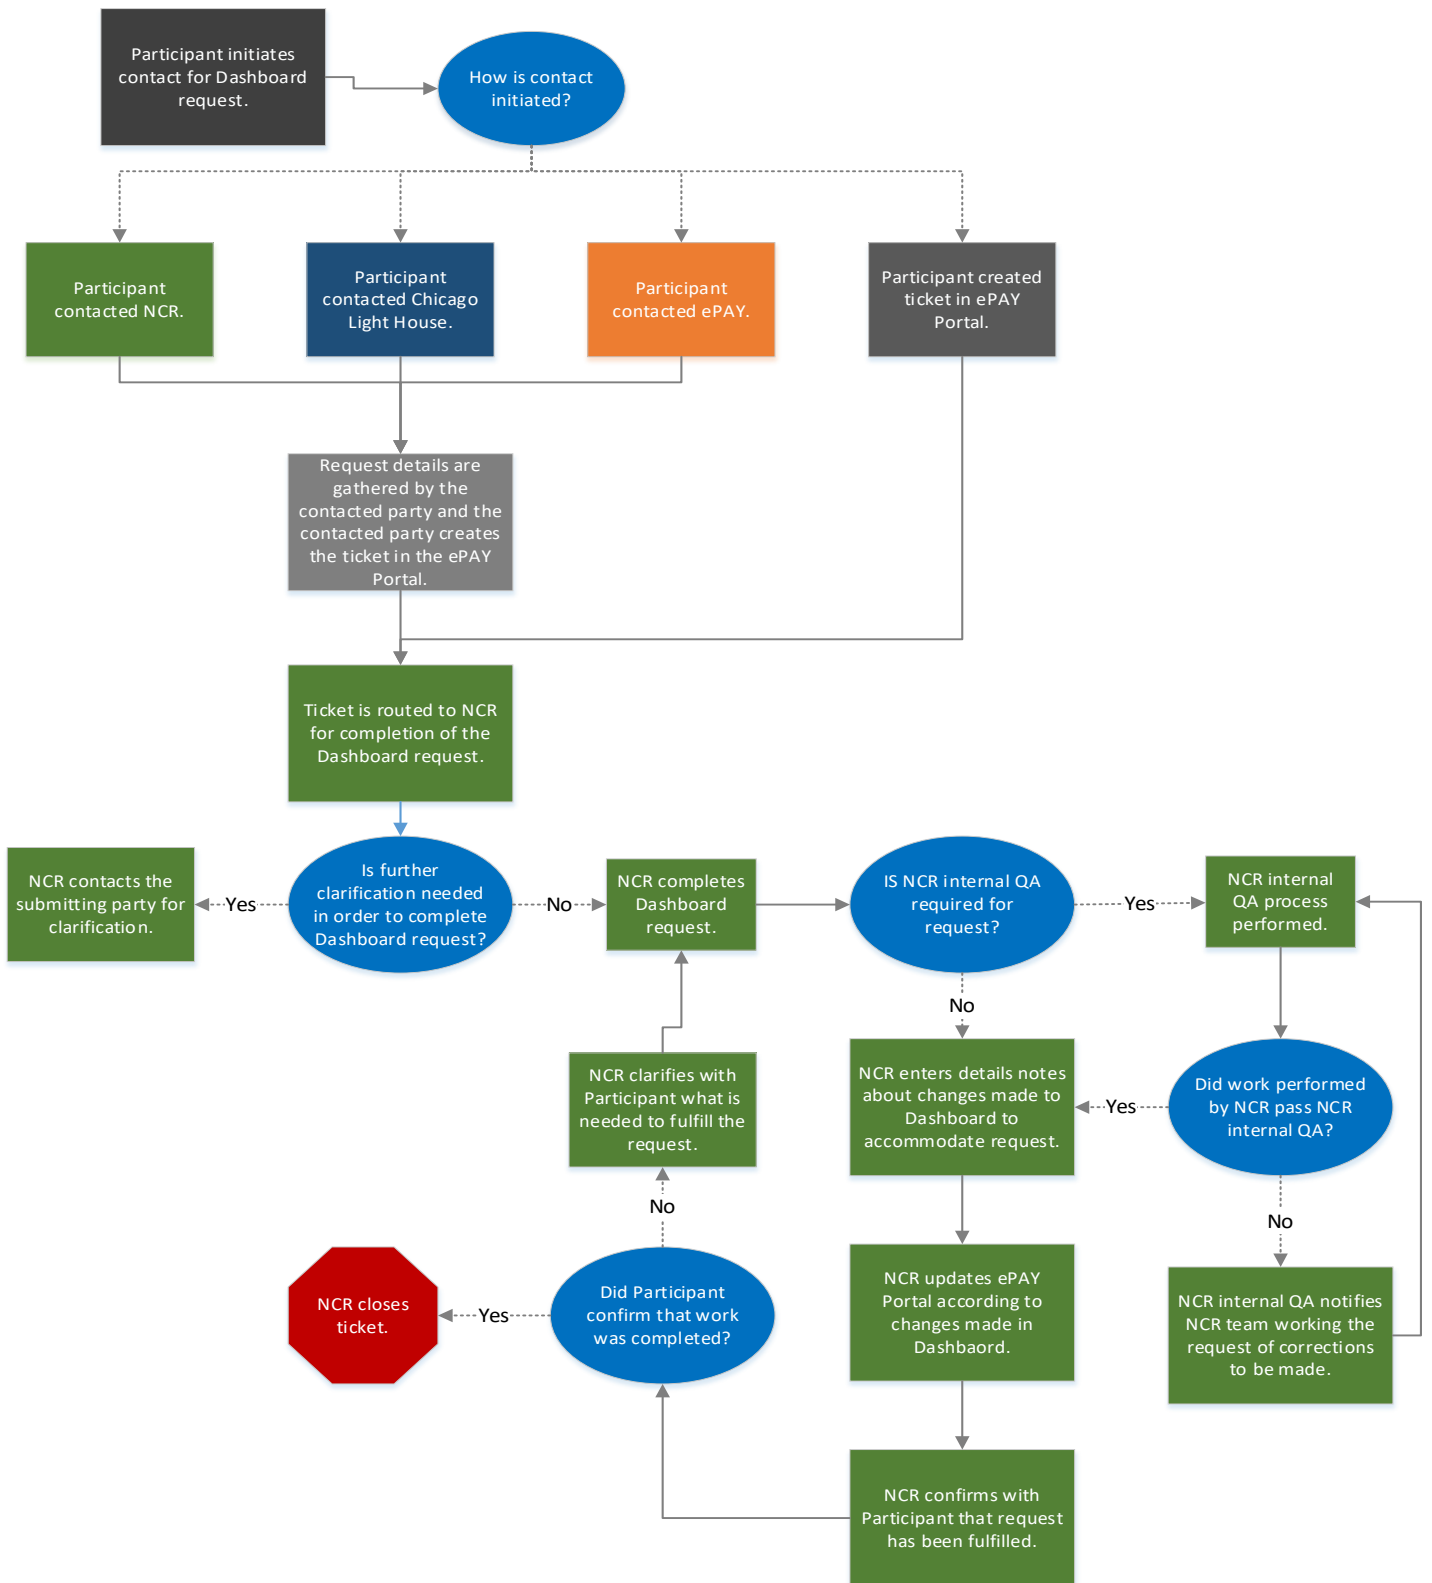 Participant initiates
contact for Dashboard
request.
How is contact
initiated?
Participant
contacted NCR.
Participant
contacted Chicago
Light House.
Participant
contacted ePAY.
Participant created
ticket in ePAY
Portal.
Request details are
gathered by the
contacted party and the
contacted party creates
the ticket in the ePAY
Portal.
Ticket is routed to NCR
for completion of the
Dashboard request.
NCR contacts the
submitting party for
clarification.
Yes
Is further
clarification needed
in order to complete
Dashboard request?
No
NCR completes
Dashboard
request.
IS NCR internal QA
required for
request?
Yes
NCR internal
QA process
performed.
No
NCR clarifies with
Participant what is
needed to fulfill the
request.
NCR enters details notes
about changes made to
Dashboard to
accommodate request.
Yes
Did work performed
by NCR pass NCR
internal QA?
No
No
NCR closes
ticket.
Yes
Did Participant
confirm that work
was completed?
NCR updates ePAY
Portal according to
changes made in
Dashbaord.
NCR internal QA notifies
NCR team working the
request of corrections
to be made.
NCR confirms with
Participant that request
has been fulfilled.